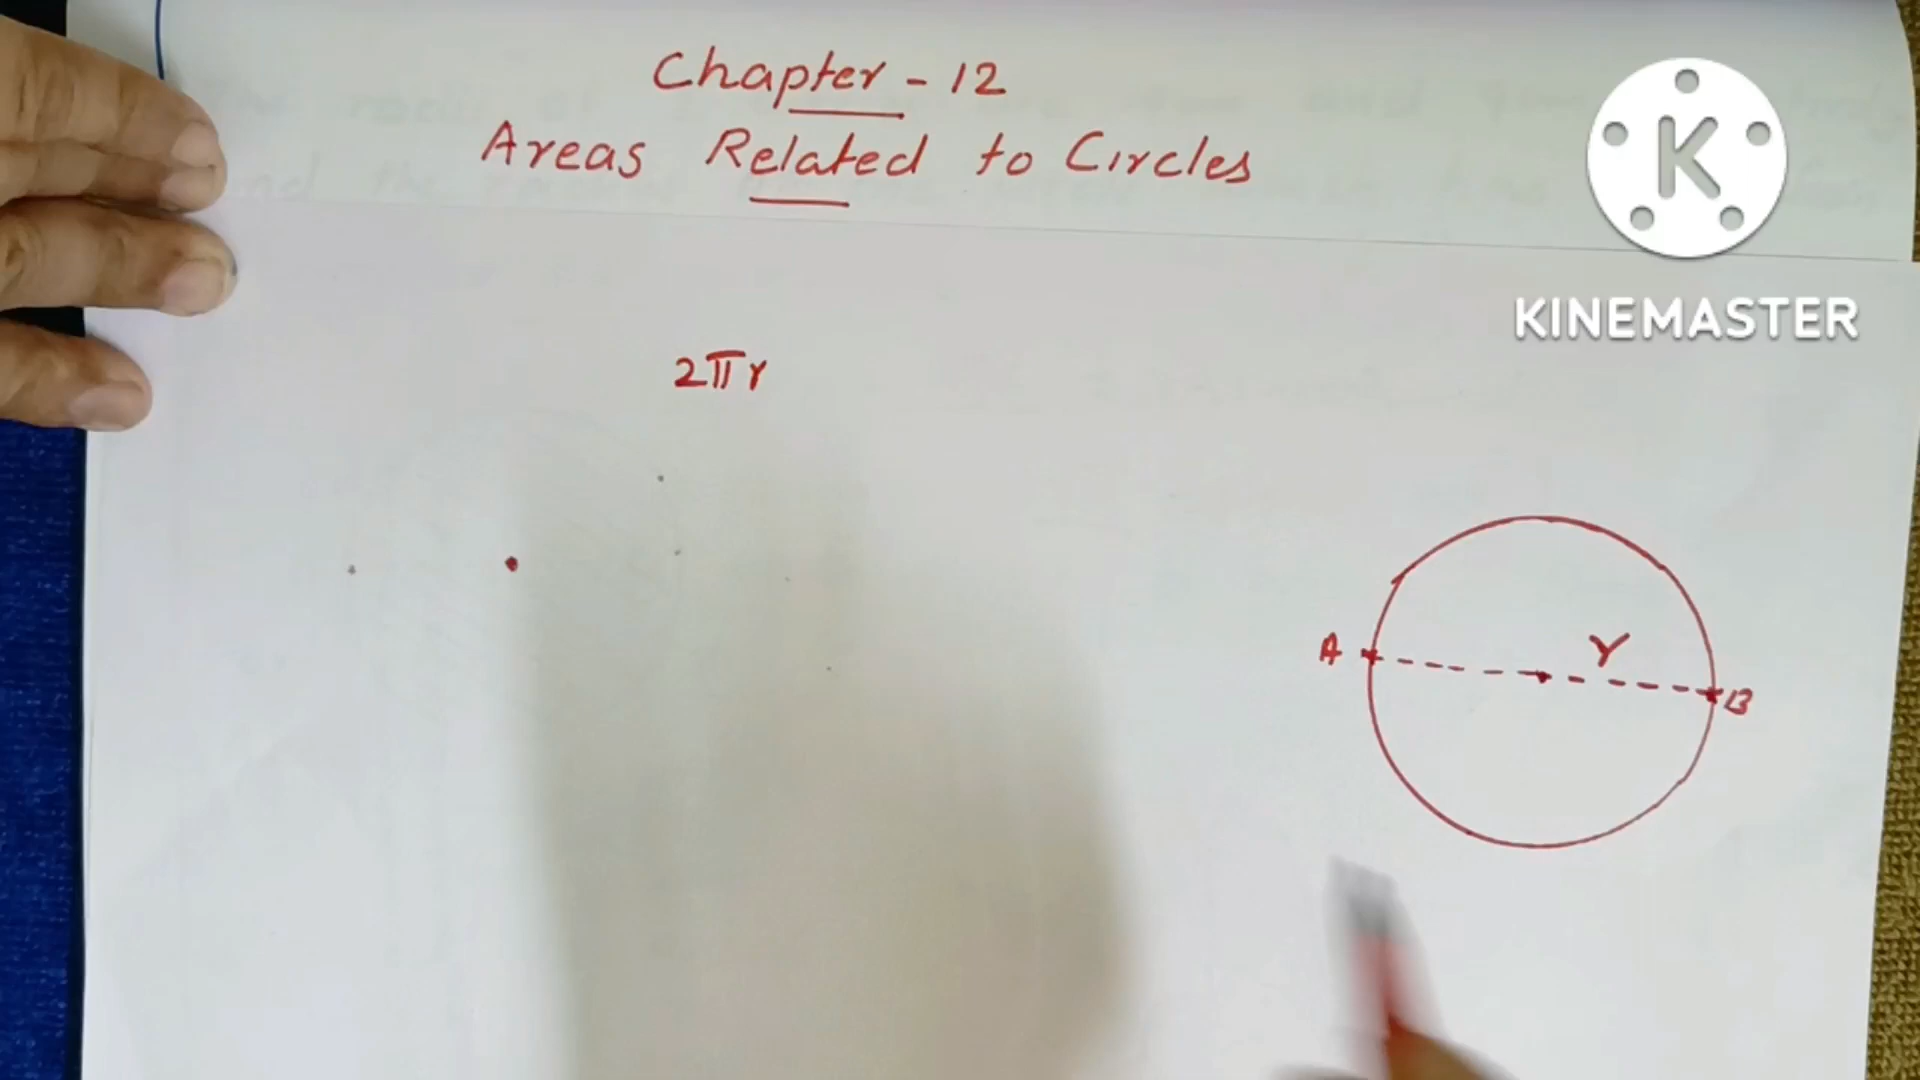 Chapter - 12
Areas Related to Circles
K
KINEMASTER
2πr
r
A
B